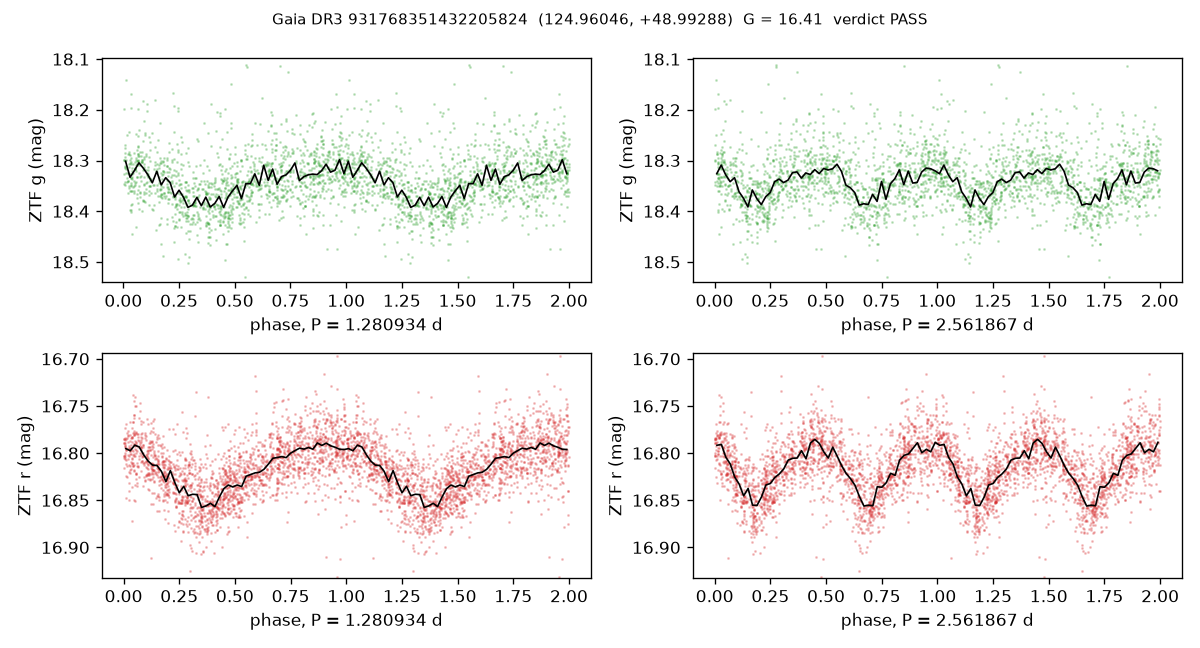 Gaia DR3 931768351432205824 (124.96046, +48.99288) G = 16.41 verdict PASS
ZTF g (mag)
18.1
18.2
18.3
18.4
18.5
0.00 0.25 0.50 0.75 1.00 1.25 1.50 1.75 2.00
phase, P = 1.280934 d
ZTF g (mag)
18.1
18.2
18.3
18.4
18.5
0.00 0.25 0.50 0.75 1.00 1.25 1.50 1.75 2.00
phase, P = 2.561867 d
ZTF r (mag)
16.70
16.75
16.80
16.85
16.90
0.00 0.25 0.50 0.75 1.00 1.25 1.50 1.75 2.00
phase, P = 1.280934 d
ZTF r (mag)
16.70
16.75
16.80
16.85
16.90
0.00 0.25 0.50 0.75 1.00 1.25 1.50 1.75 2.00
phase, P = 2.561867 d